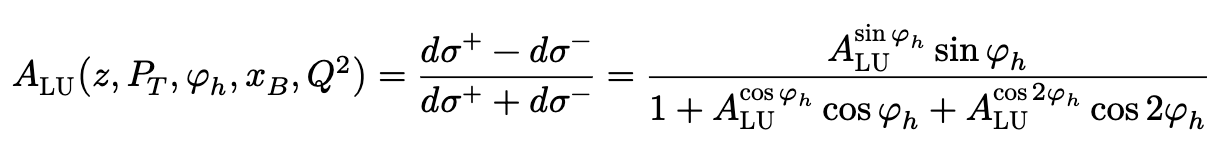 A_LU(z, P_T, φ_h, x_B, Q²) = (dσ⁺ − dσ⁻) / (dσ⁺ + dσ⁻) = (A_LU^{sin φ_h} sin φ_h) / (1 + A_LU^{cos φ_h} cos φ_h + A_LU^{cos 2φ_h} cos 2φ_h)